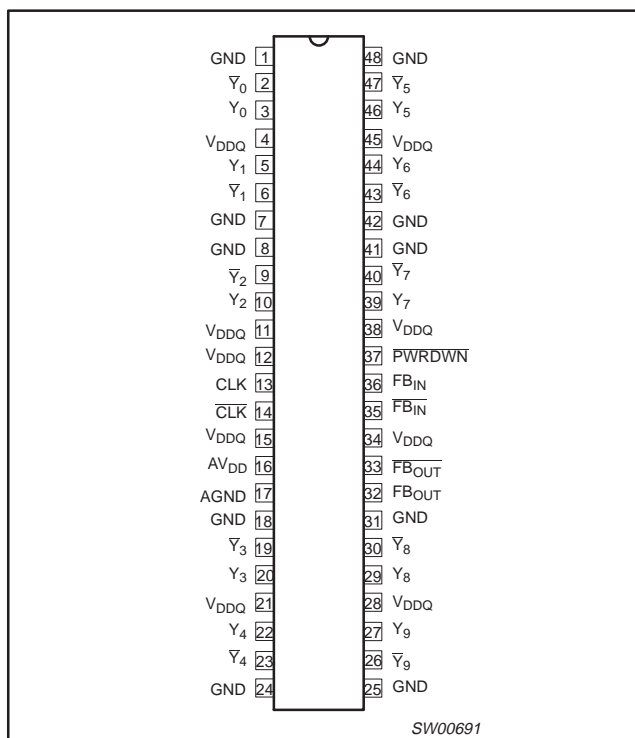 GND 1 48 GND
Y̅0 2 47 Y̅5
Y0 3 46 Y5
VDDQ 4 45 VDDQ
Y1 5 44 Y6
Y̅1 6 43 Y̅6
GND 7 42 GND
GND 8 41 GND
Y̅2 9 40 Y̅7
Y2 10 39 Y7
VDDQ 11 38 VDDQ
VDDQ 12 37 P̅W̅R̅D̅W̅N̅
CLK 13 36 FBIN
C̅L̅K̅ 14 35 F̅B̅I̅N̅
VDDQ 15 34 VDDQ
AVDD 16 33 F̅B̅O̅U̅T̅
AGND 17 32 FBOUT
GND 18 31 GND
Y̅3 19 30 Y̅8
Y3 20 29 Y8
VDDQ 21 28 VDDQ
Y4 22 27 Y9
Y̅4 23 26 Y̅9
GND 24 25 GND
SW00691